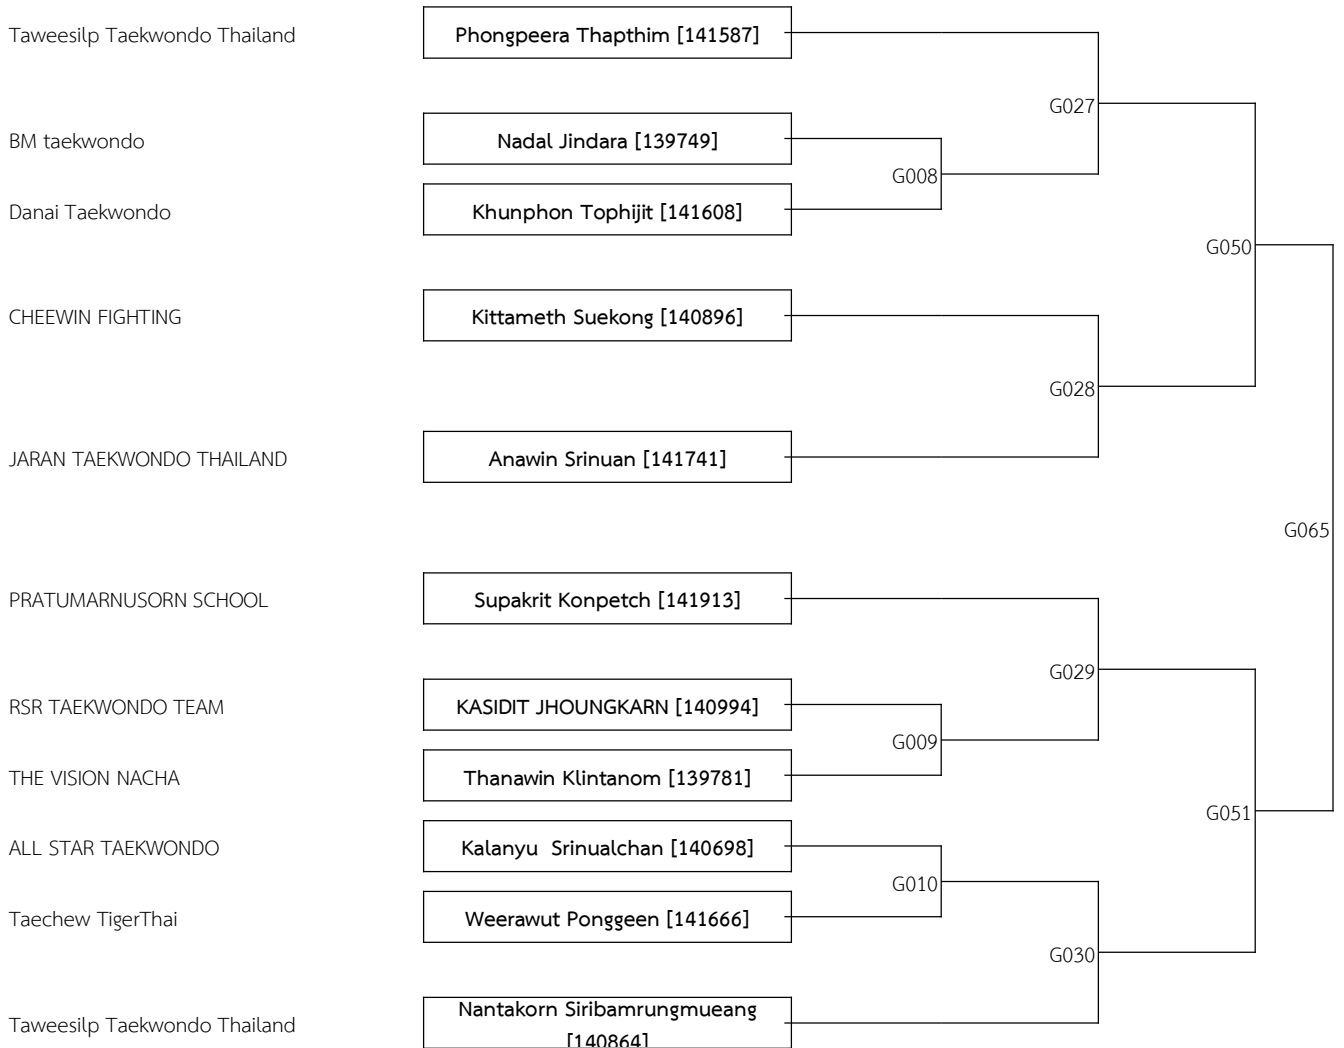 Taweesilp Taekwondo Thailand
Phongpeera Thapthim [141587]
G027
BM taekwondo
Nadal Jindara [139749]
G008
Danai Taekwondo
Khunphon Tophijit [141608]
G050
CHEEWIN FIGHTING
Kittameth Suekong [140896]
G028
JARAN TAEKWONDO THAILAND
Anawin Srinuan [141741]
G065
PRATUMARNUSORN SCHOOL
Supakrit Konpetch [141913]
G029
RSR TAEKWONDO TEAM
KASIDIT JHOUNGKARN [140994]
G009
THE VISION NACHA
Thanawin Klintanom [139781]
G051
ALL STAR TAEKWONDO
Kalanyu  Srinualchan [140698]
G010
Taechew TigerThai
Weerawut Ponggeen [141666]
G030
Taweesilp Taekwondo Thailand
Nantakorn Siribamrungmueang
[140864]